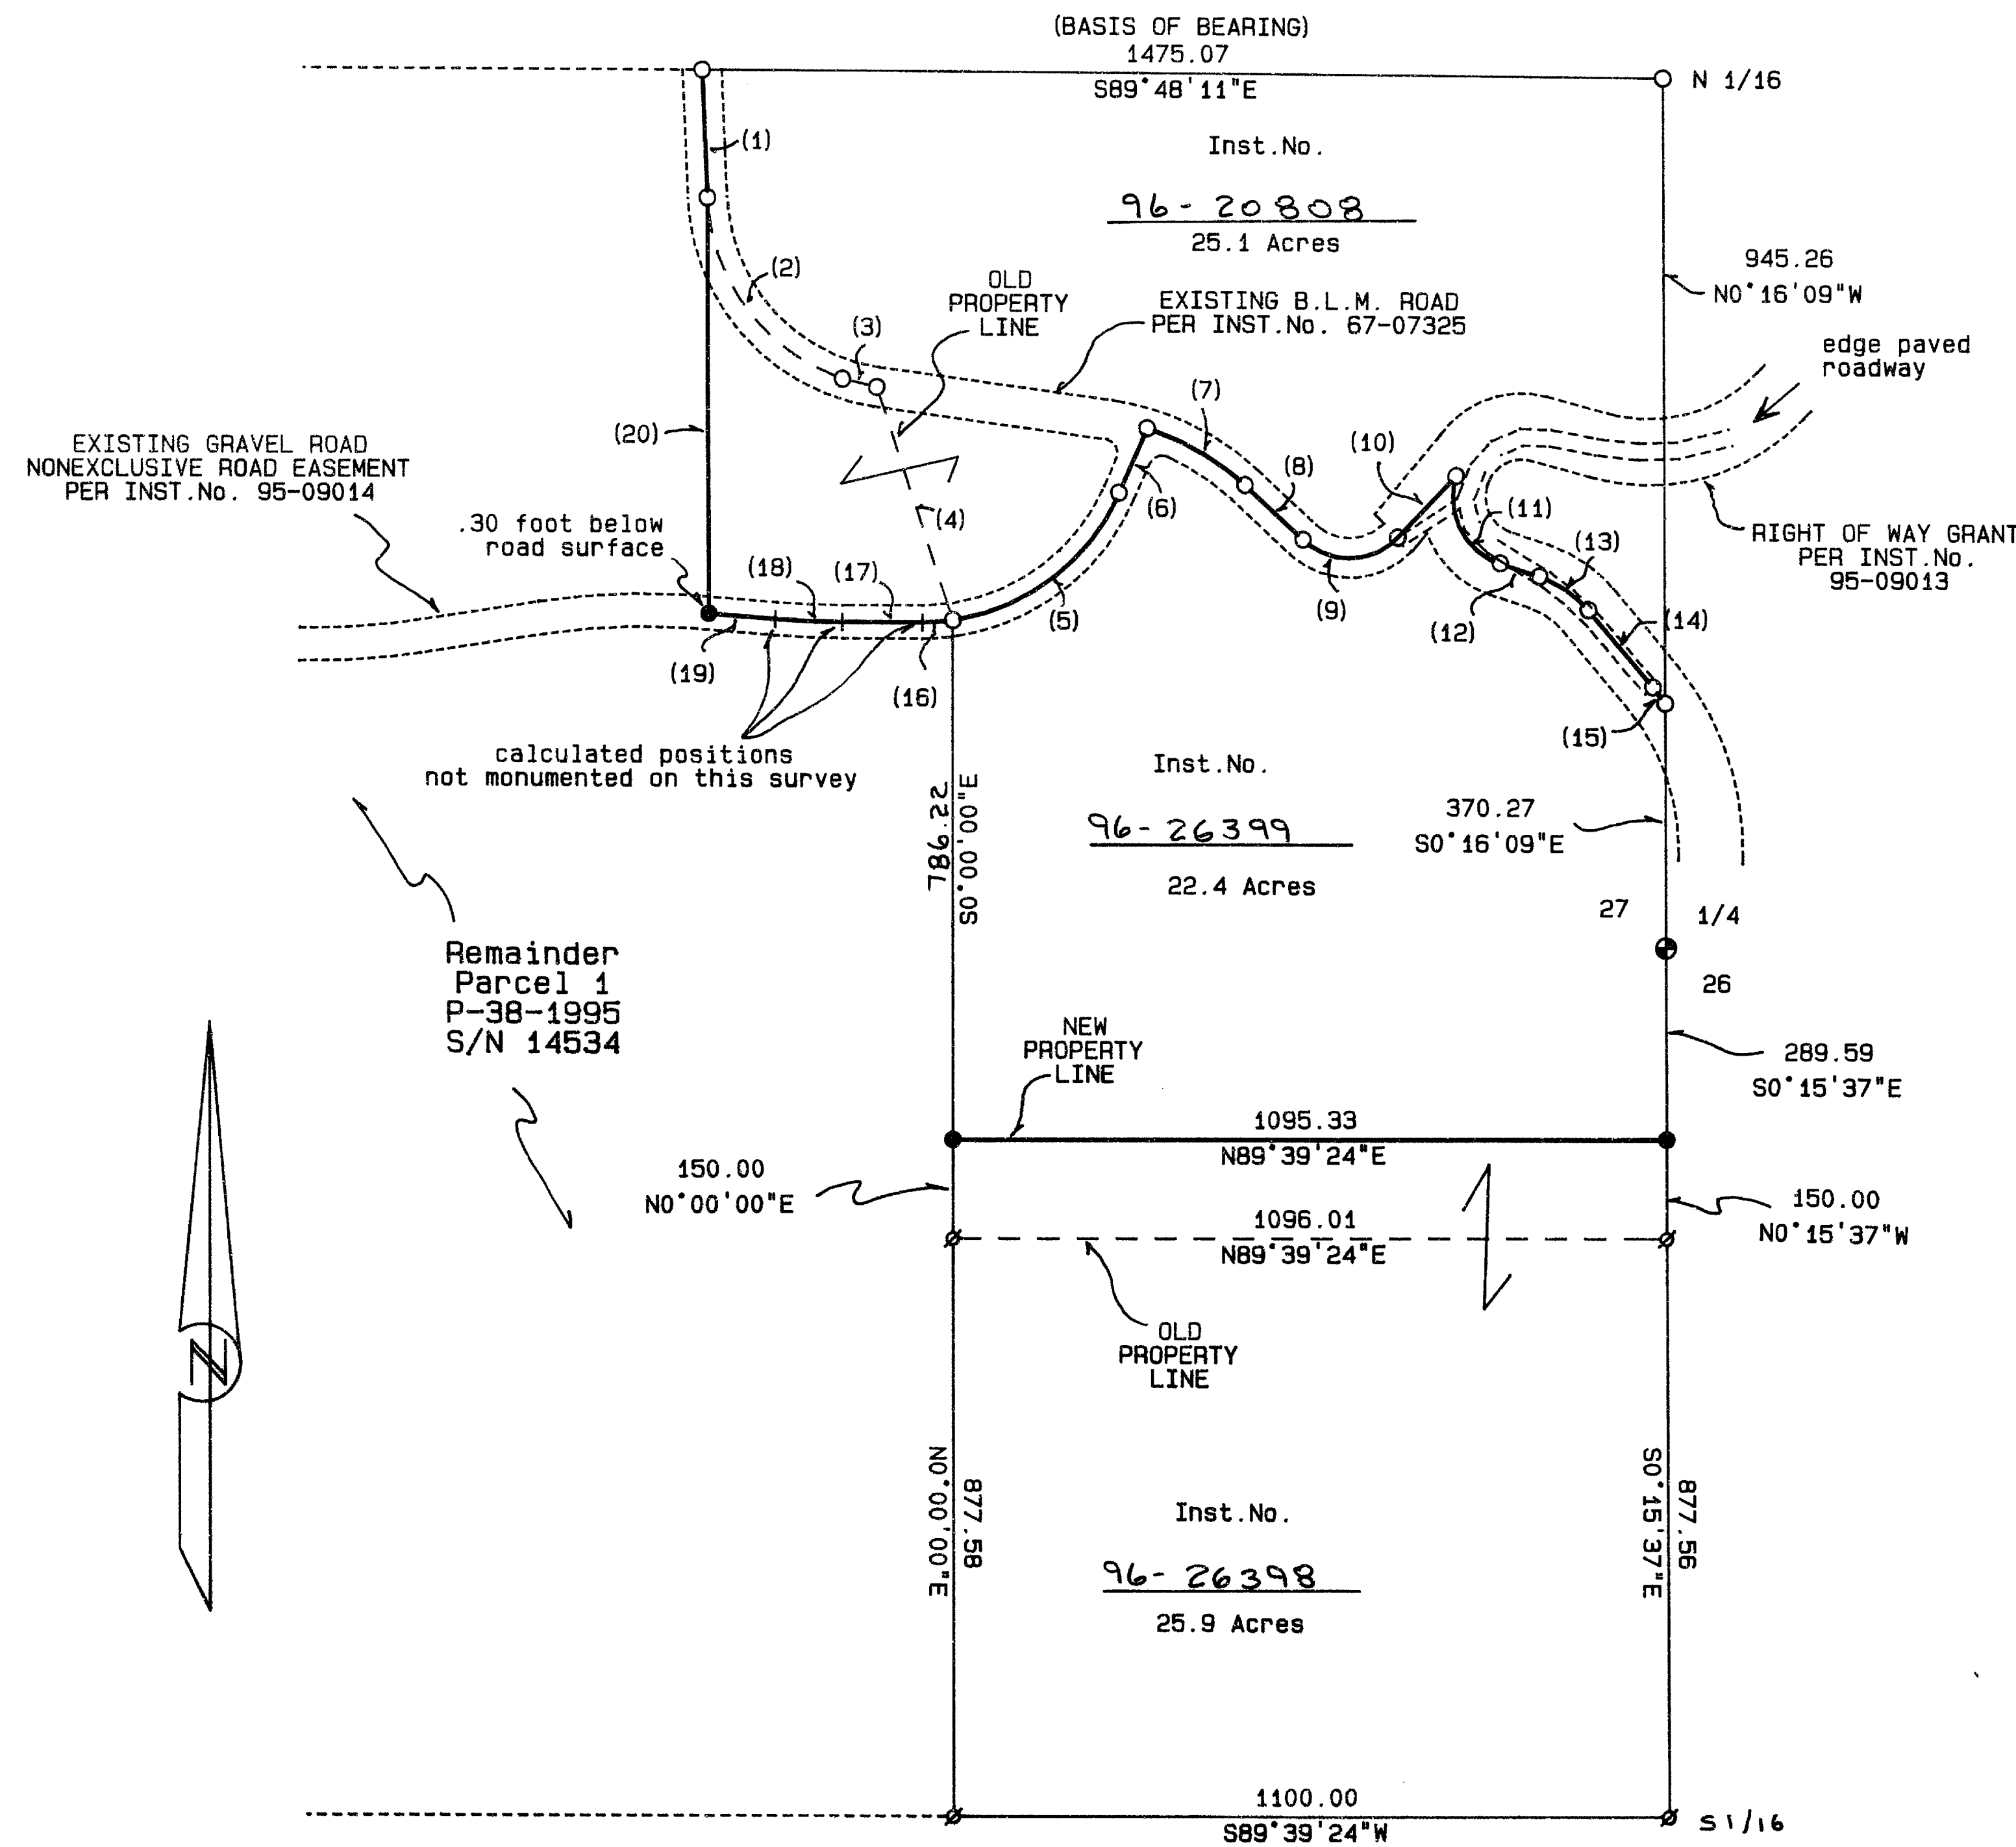 (BASIS OF BEARING)
1475.07
S89°48'11"E
N 1/16
(1)
Inst.No.
96-20808
25.1 Acres
945.26
N0°16'09"W
(2)
OLD
PROPERTY
LINE
EXISTING B.L.M. ROAD
PER INST.No. 67-07325
(3)
edge paved
roadway
(7)
(20)
EXISTING GRAVEL ROAD
NONEXCLUSIVE ROAD EASEMENT
PER INST.No. 95-09014
(10)
(8)
(6)
.30 foot below
road surface
(4)
(11)
(13)
RIGHT OF WAY GRANT
PER INST.No.
95-09013
(18)
(17)
(5)
(9)
(12)
(14)
(19)
(16)
(15)
calculated positions
not monumented on this survey
786.22
S0°00'00"E
Inst.No.
96-26399
22.4 Acres
370.27
S0°16'09"E
27
1/4
26
Remainder
Parcel 1
P-38-1995
S/N 14534
NEW
PROPERTY
LINE
289.59
S0°15'37"E
1095.33
N89°39'24"E
150.00
N0°00'00"E
150.00
N0°15'37"W
1096.01
N89°39'24"E
OLD
PROPERTY
LINE
N
N0°00'00"E
877.58
S0°15'37"E
877.56
Inst.No.
96-26398
25.9 Acres
1100.00
S89°39'24"W
S1/16